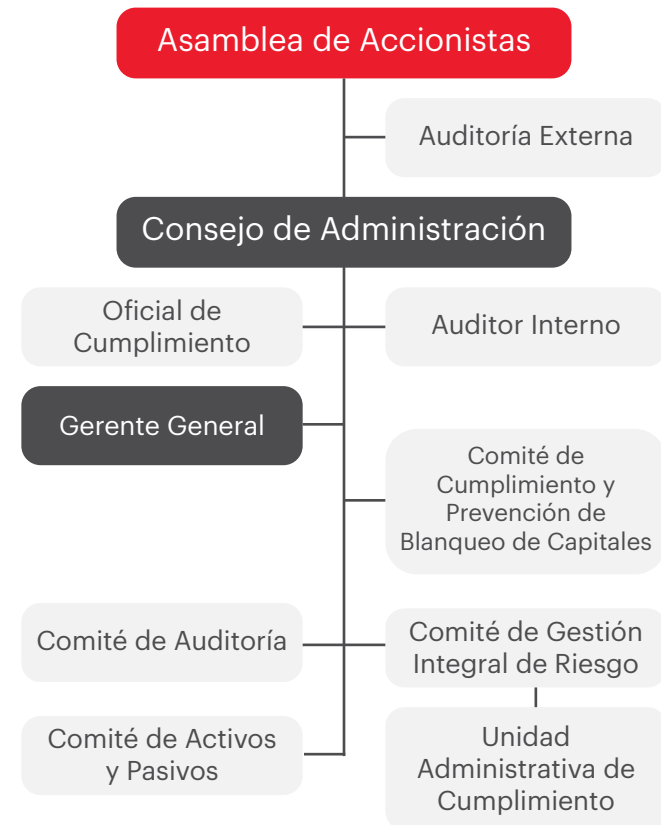 Asamblea de Accionistas
Auditoría Externa
Consejo de Administración
Oficial de
Cumplimiento
Auditor Interno
Gerente General
Comité de
Cumplimiento y
Prevención de
Blanqueo de Capitales
Comité de Auditoría
Comité de Gestión
Integral de Riesgo
Comité de Activos
y Pasivos
Unidad
Administrativa de
Cumplimiento